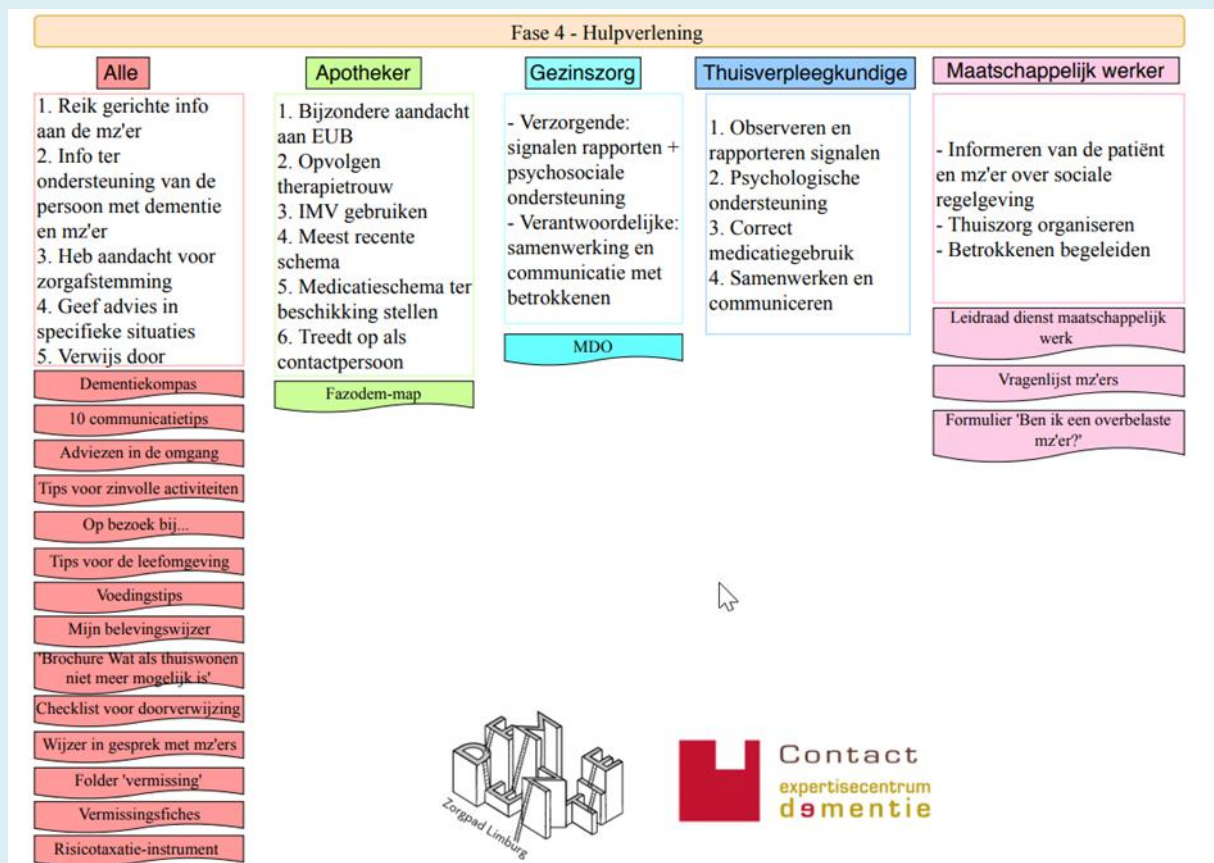 Fase 4 - Hulpverlening
Alle
1. Reik gerichte info
aan de mz'er
2. Info ter
ondersteuning van de
persoon met dementie
en mz'er
3. Heb aandacht voor
zorgafstemming
4. Geef advies in
specifieke situaties
5. Verwijs door
Dementiekompas
10 communicatietips
Adviezen in de omgang
Tips voor zinvolle activiteiten
Op bezoek bij...
Tips voor de leefomgeving
Voedingstips
Mijn belevingswijzer
'Brochure Wat als thuiswonen
niet meer mogelijk is'
Checklist voor doorverwijzing
Wijzer in gesprek met mz'ers
Folder 'vermissing'
Vermissingsfiches
Risicotaxatie-instrument
Apotheker
1. Bijzondere aandacht
aan EUB
2. Opvolgen
therapietrouw
3. IMV gebruiken
4. Meest recente
schema
5. Medicatieschema ter
beschikking stellen
6. Treedt op als
contactpersoon
Fazodem-map
Gezinszorg
- Verzorgende:
signalen rapporten +
psychosociale
ondersteuning
- Verantwoordelijke:
samenwerking en
communicatie met
betrokkenen
MDO
Thuisverpleegkundige
1. Observeren en
rapporteren signalen
2. Psychologische
ondersteuning
3. Correct
medicatiegebruik
4. Samenwerken en
communiceren
Maatschappelijk werker
- Informeren van de patiënt
en mz'er over sociale
regelgeving
- Thuiszorg organiseren
- Betrokkenen begeleiden
Leidraad dienst maatschappelijk
werk
Vragenlijst mz'ers
Formulier 'Ben ik een overbelaste
mz'er?'
Zorgpad Limburg
Contact
expertisecentrum
dementie